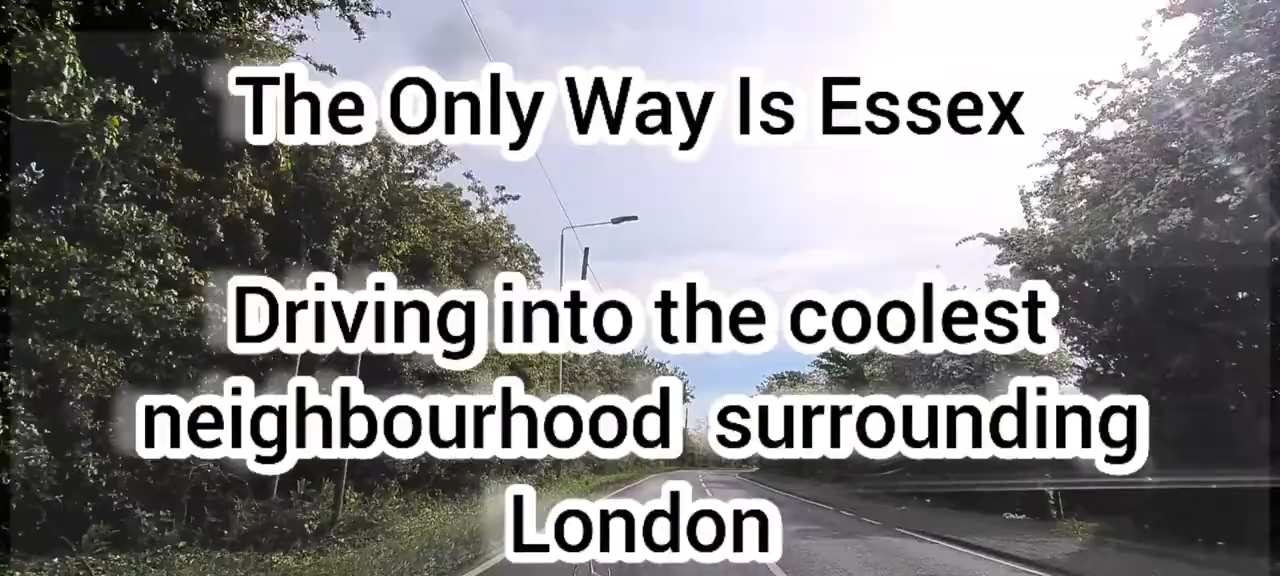 The Only Way Is Essex
Driving into the coolest
neighbourhood surrounding
London